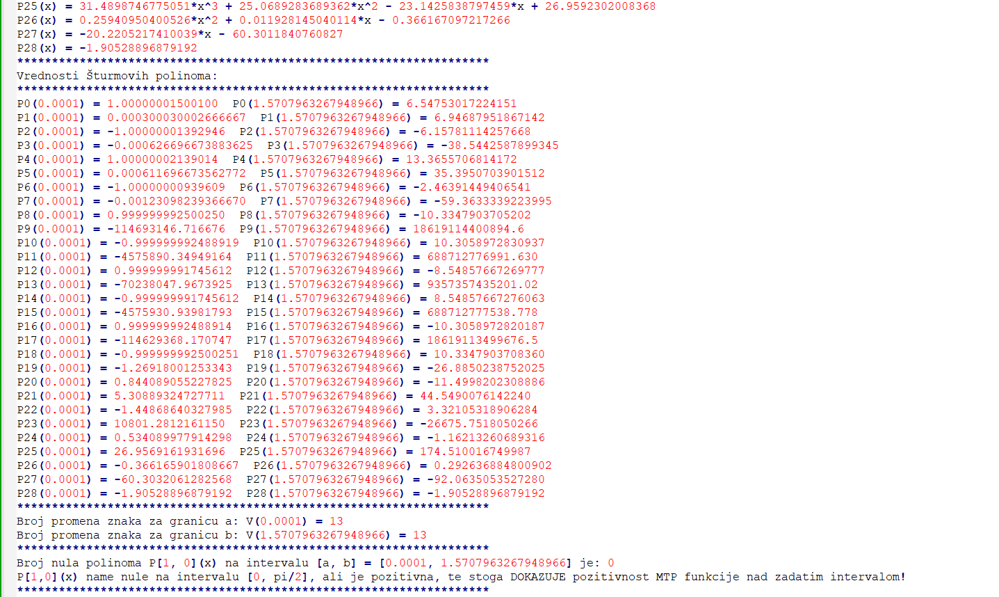 P25(x) = 31.4898746775051*x^3 + 25.0689283689362*x^2 - 23.1425838797459*x + 26.9592302008368
P26(x) = 0.25940950400526*x^2 + 0.011928145040114*x - 0.366167097217266
P27(x) = -20.2205217410039*x - 60.3011840760827
P28(x) = -1.90528896879192
********************************************************************
Vrednosti Šturmovih polinoma:
********************************************************************
P0(0.0001) = 1.00000001500100  P0(1.5707963267948966) = 6.54753017224151
P1(0.0001) = 0.000300030002666667  P1(1.5707963267948966) = 6.94687951867142
P2(0.0001) = -1.00000001392946  P2(1.5707963267948966) = -6.15781114257668
P3(0.0001) = -0.000626696673883625  P3(1.5707963267948966) = -38.5442587899345
P4(0.0001) = 1.00000002139014  P4(1.5707963267948966) = 13.3655706814172
P5(0.0001) = 0.000611696673562772  P5(1.5707963267948966) = 35.3950703901512
P6(0.0001) = -1.00000000939609  P6(1.5707963267948966) = -2.46391449406541
P7(0.0001) = -0.00123098239366670  P7(1.5707963267948966) = -59.3633339223995
P8(0.0001) = 0.999999992500250  P8(1.5707963267948966) = -10.3347903705202
P9(0.0001) = -114693146.716676  P9(1.5707963267948966) = 18619114400894.6
P10(0.0001) = -0.999999992488919  P10(1.5707963267948966) = 10.3058972830937
P11(0.0001) = -4575890.34949164  P11(1.5707963267948966) = 688712776991.630
P12(0.0001) = 0.999999991745612  P12(1.5707963267948966) = -8.54857667269777
P13(0.0001) = -70238047.9673925  P13(1.5707963267948966) = 9357357435201.02
P14(0.0001) = -0.999999991745612  P14(1.5707963267948966) = 8.54857667276063
P15(0.0001) = -4575930.93981793  P15(1.5707963267948966) = 688712777538.778
P16(0.0001) = 0.999999992488914  P16(1.5707963267948966) = -10.3058972820187
P17(0.0001) = -114629368.170747  P17(1.5707963267948966) = 18619113499676.5
P18(0.0001) = -0.999999992500251  P18(1.5707963267948966) = 10.3347903708360
P19(0.0001) = -1.26918001253343  P19(1.5707963267948966) = -26.8850238752025
P20(0.0001) = 0.844089055227825  P20(1.5707963267948966) = -11.4998202308886
P21(0.0001) = 5.30889324727711  P21(1.5707963267948966) = 44.5490076142240
P22(0.0001) = -1.44868640327985  P22(1.5707963267948966) = 3.32105318906284
P23(0.0001) = 10801.2812161150  P23(1.5707963267948966) = -26675.7518050266
P24(0.0001) = 0.534089977914298  P24(1.5707963267948966) = -1.16213260689316
P25(0.0001) = 26.9569161931696  P25(1.5707963267948966) = 174.510016749987
P26(0.0001) = -0.366165901808667  P26(1.5707963267948966) = 0.292636884800902
P27(0.0001) = -60.3032061282568  P27(1.5707963267948966) = -92.0635053527280
P28(0.0001) = -1.90528896879192  P28(1.5707963267948966) = -1.90528896879192
********************************************************************
Broj promena znaka za granicu a: V(0.0001) = 13
Broj promena znaka za granicu b: V(1.5707963267948966) = 13
********************************************************************
Broj nula polinoma P[1, 0](x) na intervalu [a, b] = [0.0001, 1.5707963267948966] je: 0
P[1,0](x) name nule na intervalu [0, pi/2], ali je pozitivna, te stoga DOKAZUJE pozitivnost MTP funkcije nad zadatim intervalom!
********************************************************************